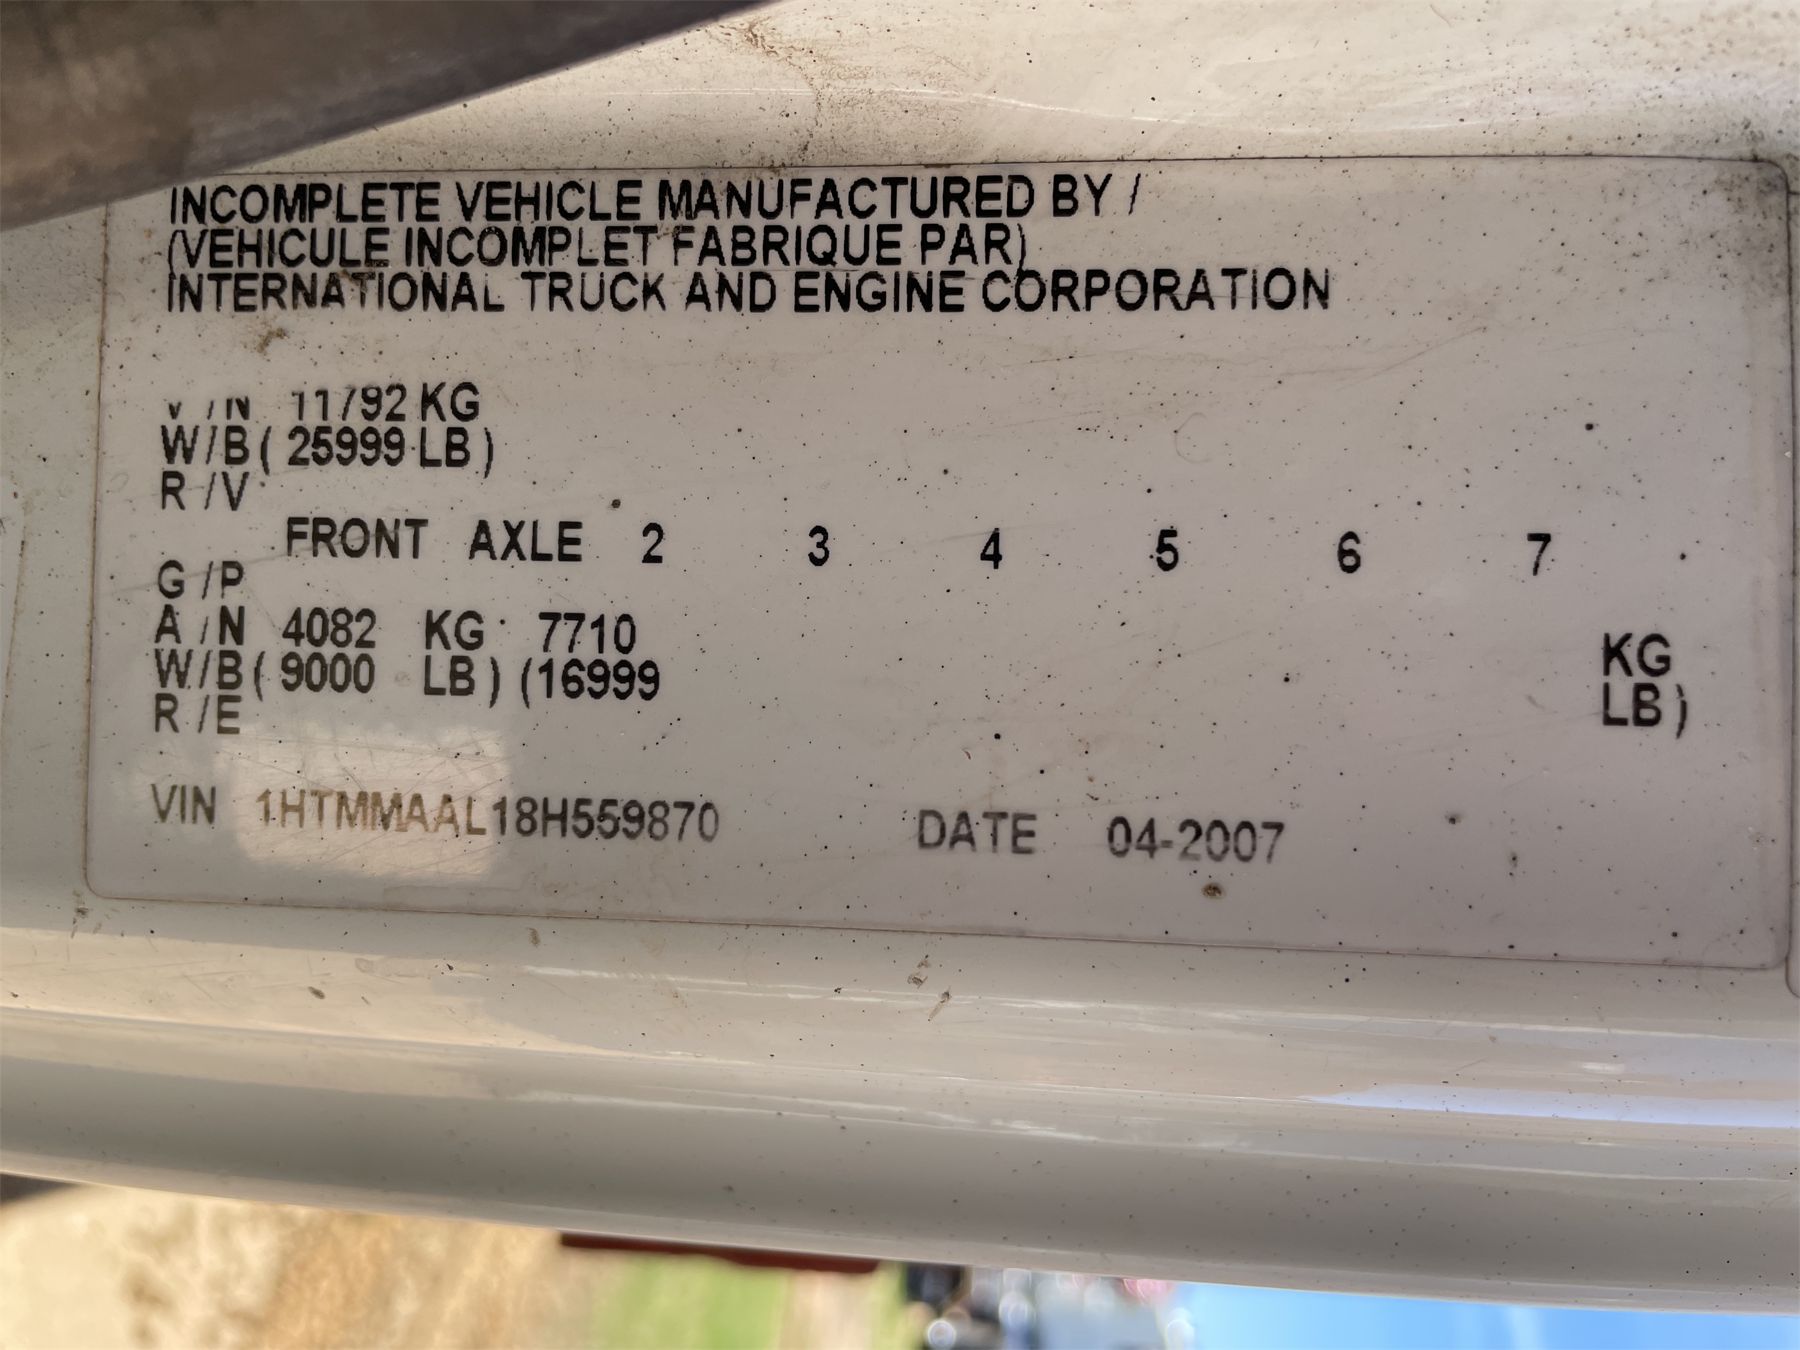 INCOMPLETE VEHICLE MANUFACTURED BY /
(VEHICULE INCOMPLET FABRIQUE PAR)
INTERNATIONAL TRUCK AND ENGINE CORPORATION
V / N 11792 KG
W/B ( 25999 LB )
R /V
FRONT AXLE 2 3 4 5 6 7
G /P
A /N 4082 KG 7710 KG
W/B ( 9000 LB ) (16999 LB )
R /E
VIN 1HTMMAAL18H559870 DATE 04-2007